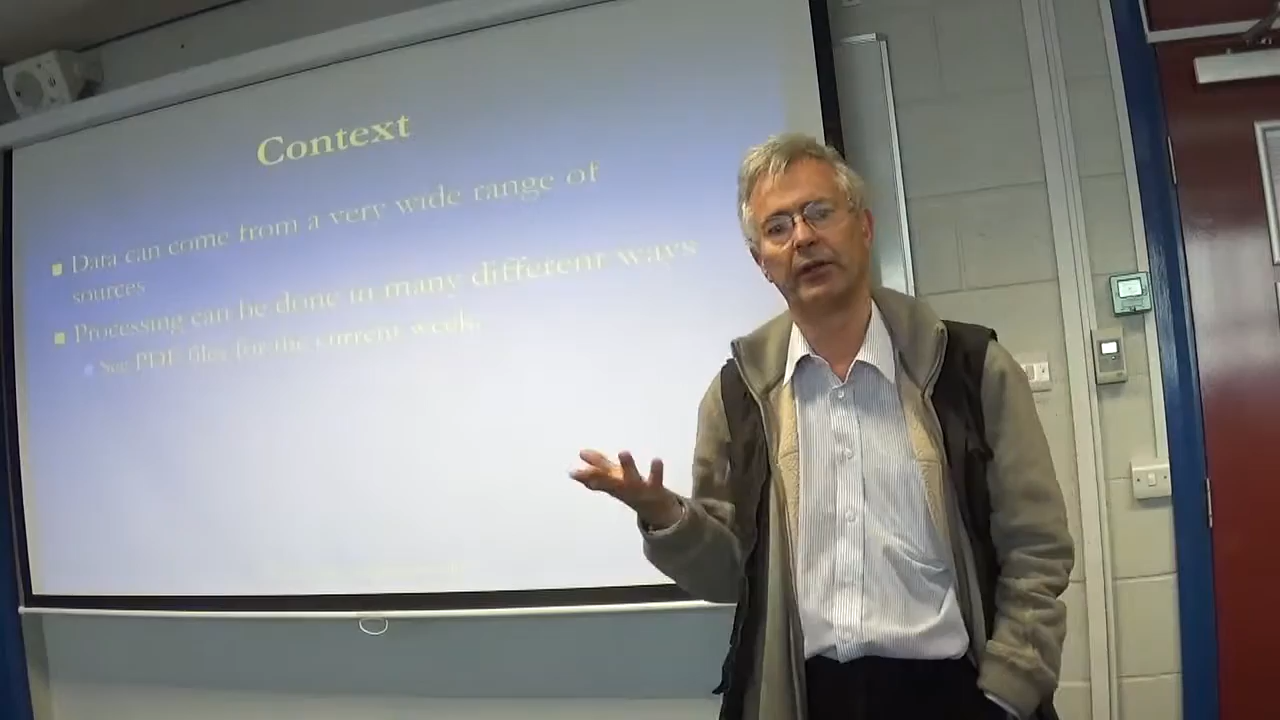 Context
Data can come from a very wide range of
sources
Processing can be done in many different ways
See PDF files for the current week.